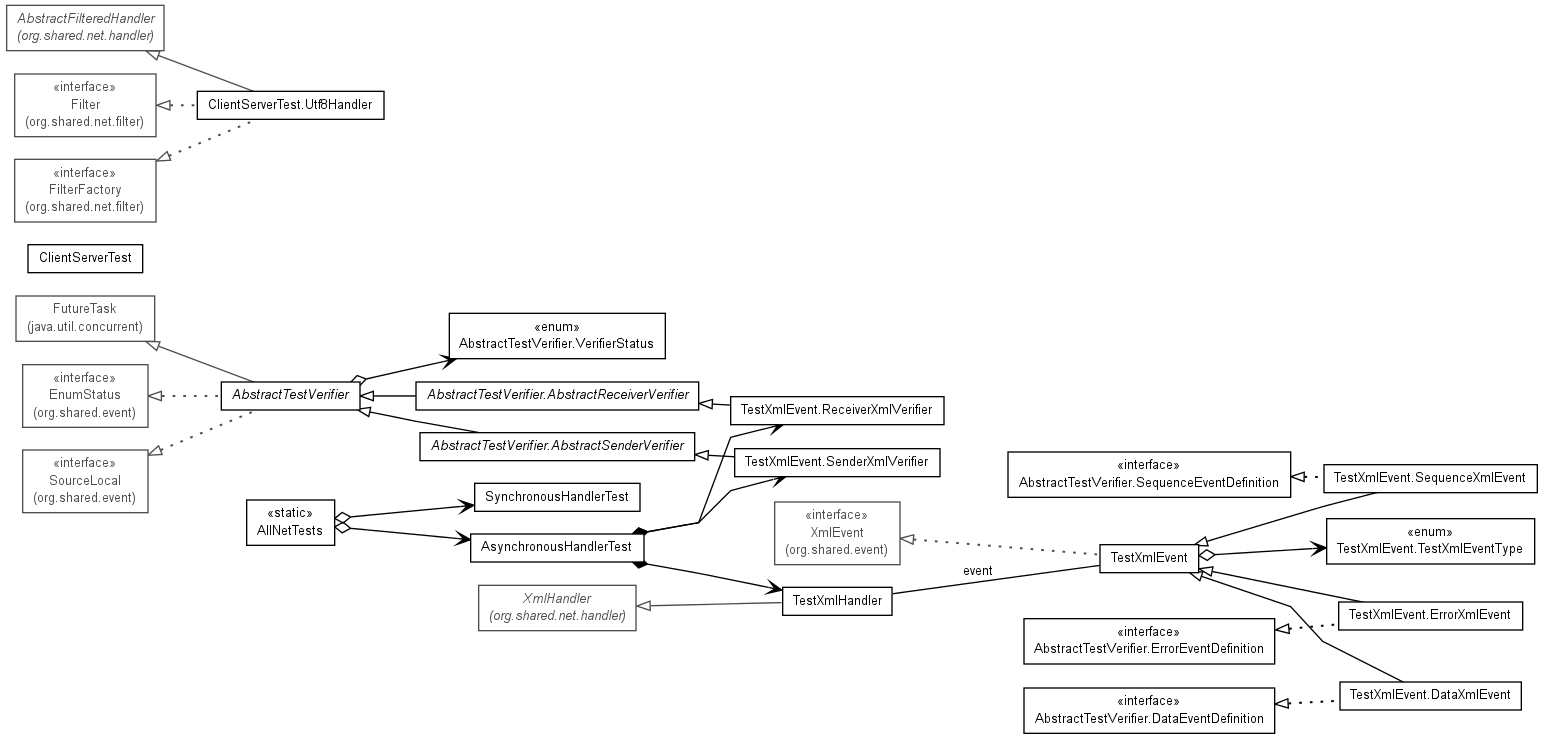 AbstractFilteredHandler
(org.shared.net.handler)
«interface»
Filter
(org.shared.net.filter)
ClientServerTest.Utf8Handler
«interface»
FilterFactory
(org.shared.net.filter)
ClientServerTest
FutureTask
(java.util.concurrent)
«enum»
AbstractTestVerifier.VerifierStatus
«interface»
EnumStatus
(org.shared.event)
AbstractTestVerifier
AbstractTestVerifier.AbstractReceiverVerifier
TestXmlEvent.ReceiverXmlVerifier
AbstractTestVerifier.AbstractSenderVerifier
TestXmlEvent.SenderXmlVerifier
«interface»
SourceLocal
(org.shared.event)
«interface»
AbstractTestVerifier.SequenceEventDefinition
TestXmlEvent.SequenceXmlEvent
SynchronousHandlerTest
«static»
AllNetTests
AsynchronousHandlerTest
«interface»
XmlEvent
(org.shared.event)
«enum»
TestXmlEvent.TestXmlEventType
TestXmlEvent
event
XmlHandler
(org.shared.net.handler)
TestXmlHandler
TestXmlEvent.ErrorXmlEvent
«interface»
AbstractTestVerifier.ErrorEventDefinition
TestXmlEvent.DataXmlEvent
«interface»
AbstractTestVerifier.DataEventDefinition